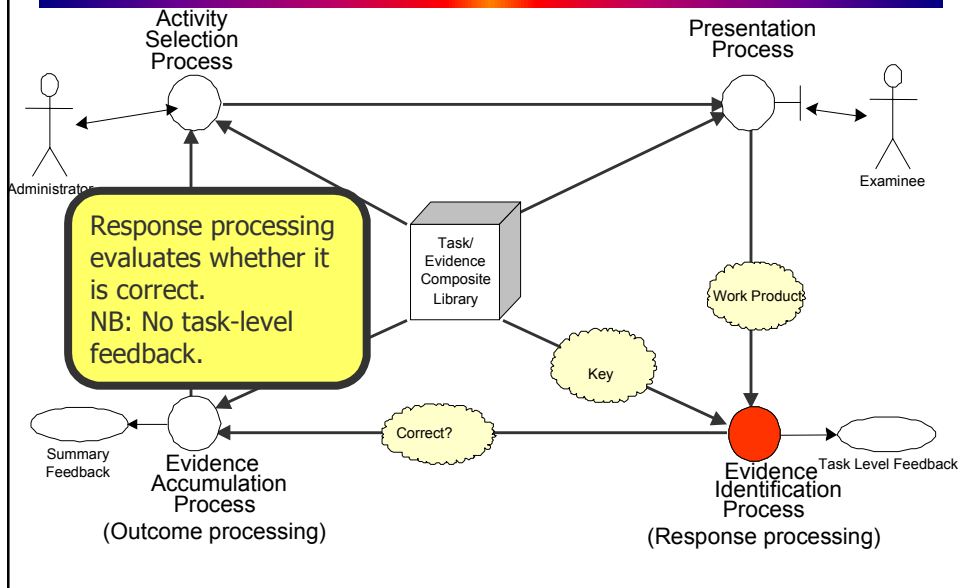 Activity
Selection
Process
Presentation
Process
Administrator
Examinee
Response processing
evaluates whether it
is correct.
NB: No task-level
feedback.
Task/
Evidence
Composite
Library
Work Product
Key
Correct?
Summary
Feedback
Evidence
Accumulation
Process
(Outcome processing)
Evidence
Identification
Process
(Response processing)
Task Level Feedback